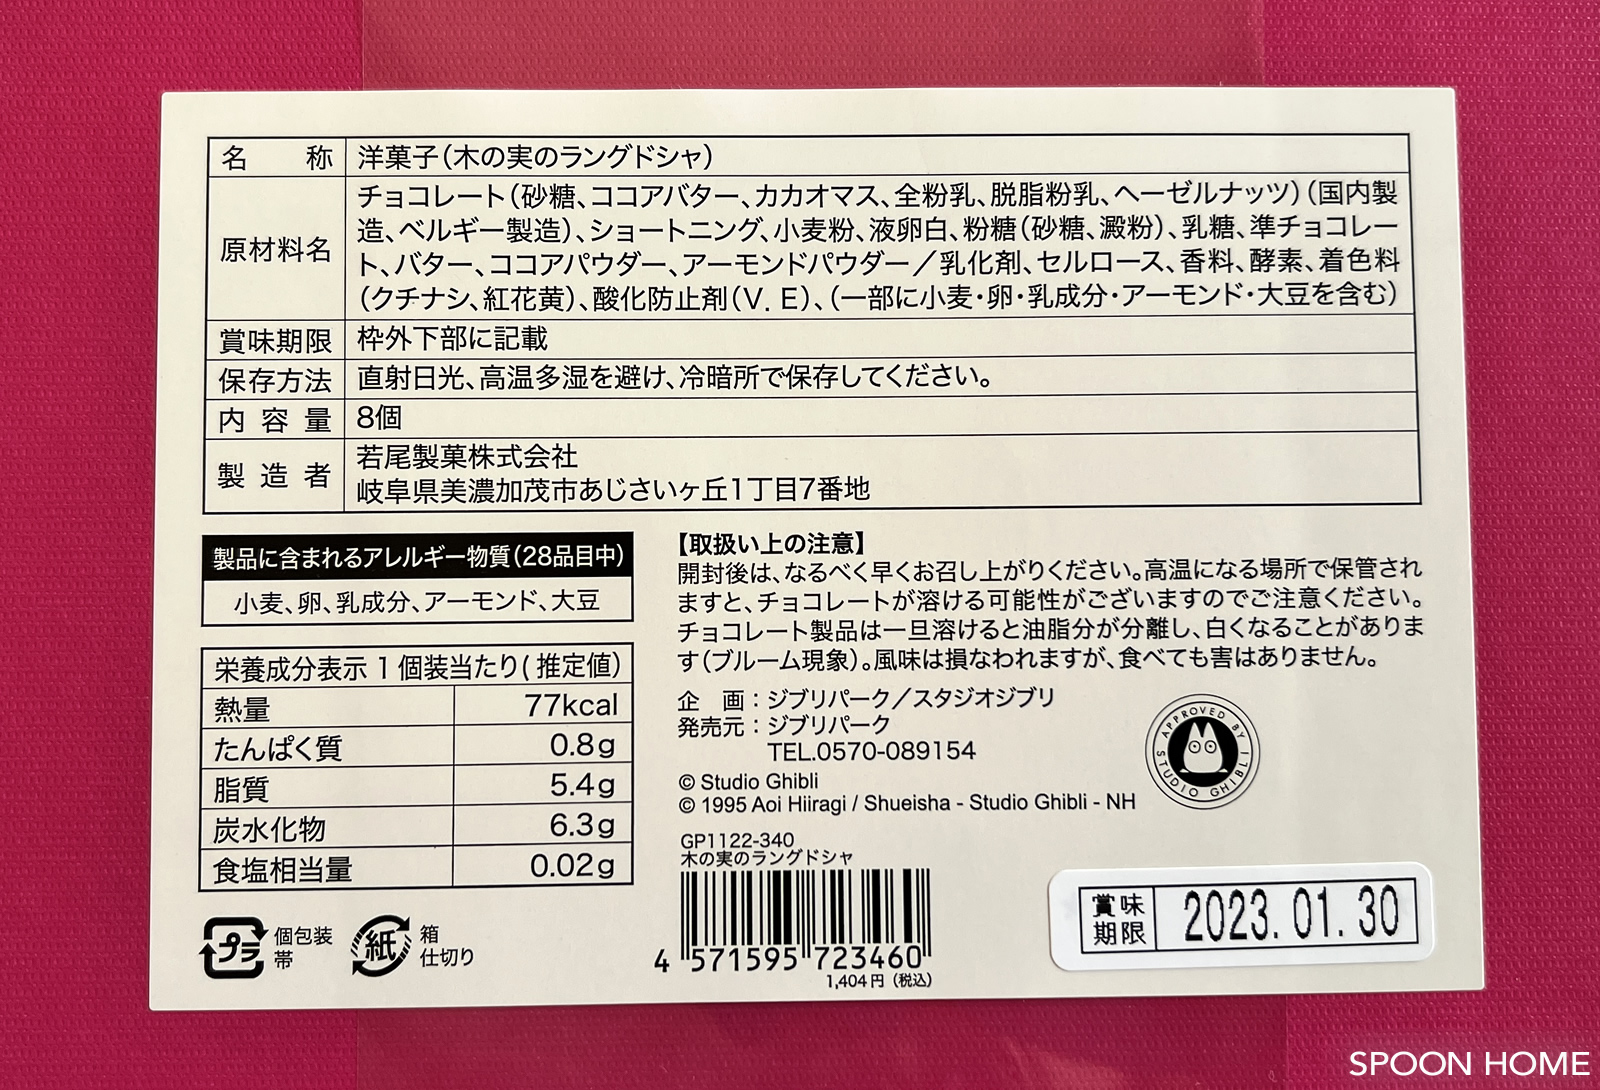 名称 洋菓子(木の実のラングドシャ)
原材料名 チョコレート(砂糖、ココアバター、カカオマス、全粉乳、脱脂粉乳、ヘーゼルナッツ)(国内製
造、ベルギー製造)、ショートニング、小麦粉、液卵白、粉糖(砂糖、澱粉)、乳糖、準チョコレー
ト、バター、ココアパウダー、アーモンドパウダー／乳化剤、セルロース、香料、酵素、着色料
(クチナシ、紅花黄)、酸化防止剤(V．E)、(一部に小麦・卵・乳成分・アーモンド・大豆を含む)
賞味期限 枠外下部に記載
保存方法 直射日光、高温多湿を避け、冷暗所で保存してください。
内容量 8個
製造者 若尾製菓株式会社
岐阜県美濃加茂市あじさいヶ丘1丁目7番地
製品に含まれるアレルギー物質(28品目中)
小麦、卵、乳成分、アーモンド、大豆
栄養成分表示 1個装当たり(推定値)
熱量 77kcal
たんぱく質 0.8g
脂質 5.4g
炭水化物 6.3g
食塩相当量 0.02g
プラ 個包装
帯
紙 箱
仕切り
【取扱い上の注意】
開封後は、なるべく早くお召し上がりください。高温になる場所で保管され
ますと、チョコレートが溶ける可能性がございますのでご注意ください。
チョコレート製品は一旦溶けると油脂分が分離し、白くなることがありま
す(ブルーム現象)。風味は損なわれますが、食べても害はありません。
企　画：ジブリパーク／スタジオジブリ
発売元：ジブリパーク
TEL.0570-089154
© Studio Ghibli
© 1995 Aoi Hiiragi / Shueisha - Studio Ghibli - NH
APPROVED BY STUDIO GHIBLI
GP1122-340
木の実のラングドシャ
4 571595 723460
1,404円(税込)
賞味期限 2023.01.30
SPOON HOME